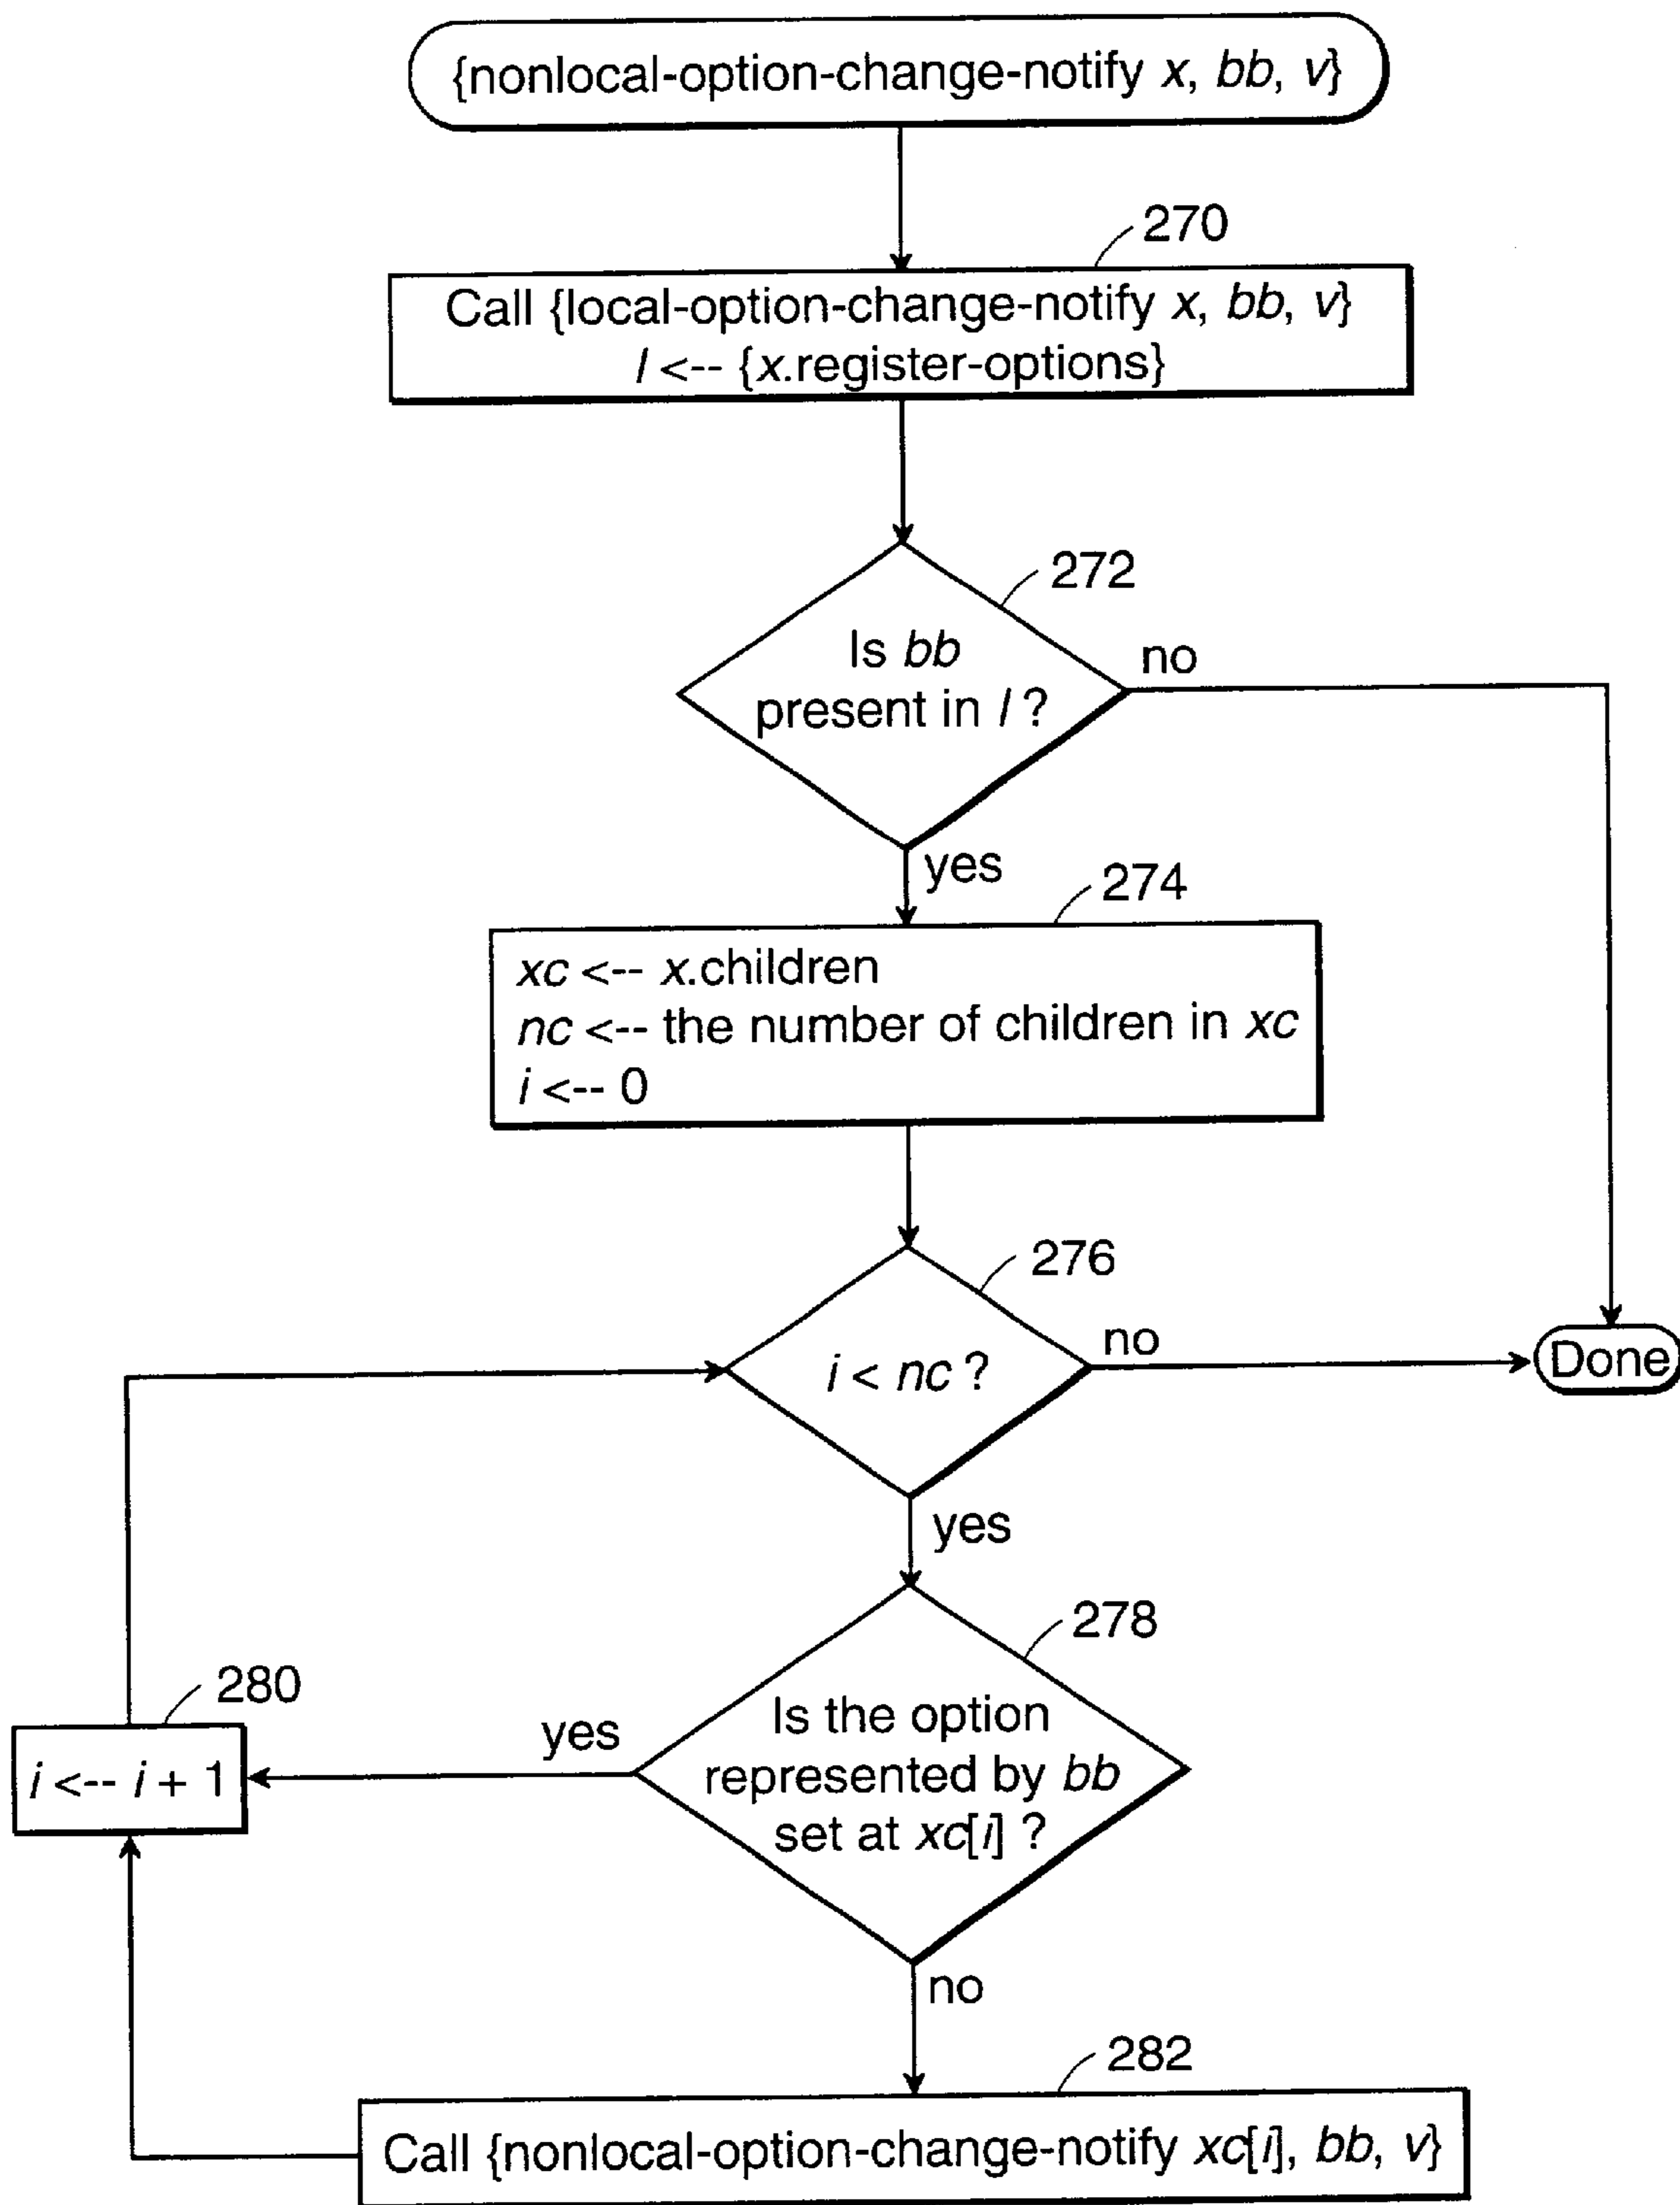 {nonlocal-option-change-notify x, bb, v}
270
Call {local-option-change-notify x, bb, v}
l <-- {x.register-options}
272
Is bb
present in l ?
no
yes
274
xc <-- x.children
nc <-- the number of children in xc
i <-- 0
276
i < nc ?
no
Done
yes
278
Is the option
represented by bb
set at xc[i] ?
yes
280
i <-- i + 1
no
282
Call {nonlocal-option-change-notify xc[i], bb, v}